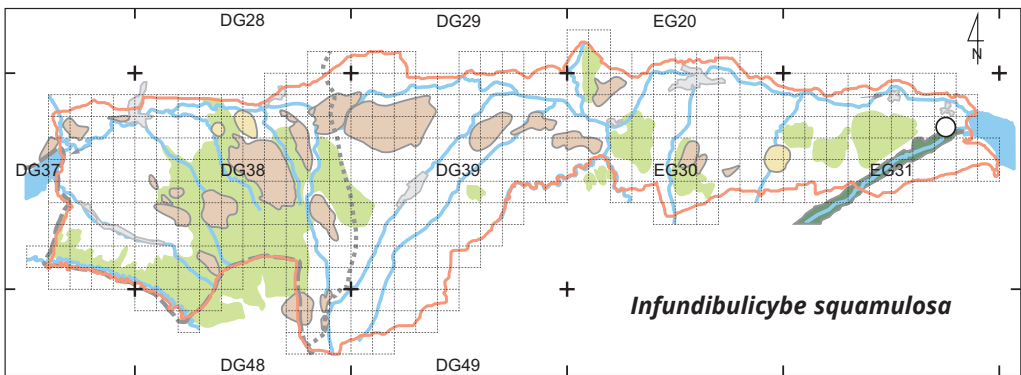 DG28 DG29 EG20
N
DG37 DG38 DG39 EG30 EG31
Infundibulicybe squamulosa
DG48 DG49